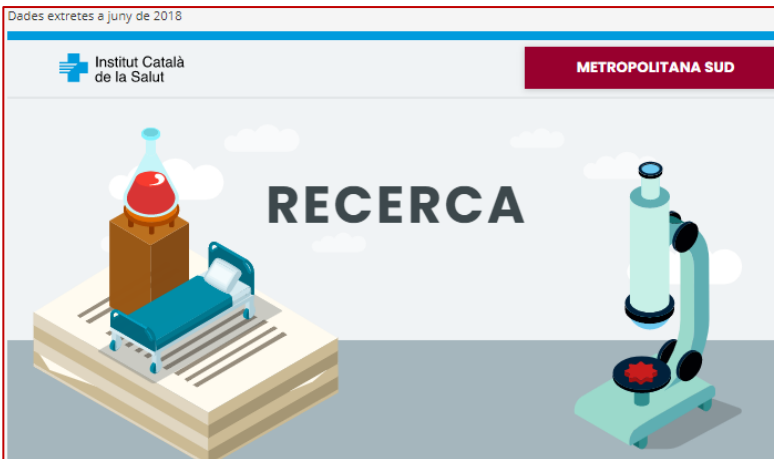 Dades extretes a juny de 2018
Institut Català
de la Salut
METROPOLITANA SUD
RECERCA